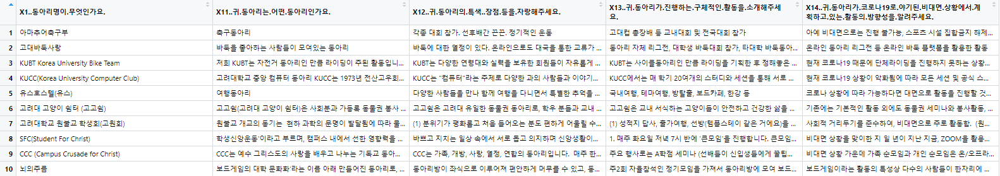 X1..동아리명이.무엇인가요. X11..귀.동아리는.어떤.동아리인가요. X12..귀.동아리의.특색..장점.등을.자랑해주세요. X13..귀.동아리가.진행하는.구체적인.활동을.소개해주세요. X14..귀.동아리가.코로나19로.야기된.비대면.상황에서.계획하고.있는.활동의.방향성을.알려주세요.
1 아마추어축구부 축구동아리 각종 대회 참가. 선후배간 끈끈. 정기적인 운동 고대컵 총장배 등 교내대회 및 전국대회 참가 아예 비대면으로는 진행 불가능, 스포츠 시설 집합금지 해제...
2 고대바둑사랑 바둑을 좋아하는 사람들이 모여있는 동아리 바둑에 대한 열정이 있다. 온라인으로도 대국을 통한 교류가 ... 동아리 자체 리그전, 대학생 바둑대회 참가, 타대학 바둑동아... 온라인 동아리 리그전 등 온라인 바둑 플랫폼을 활용한 활동
3 KUBT Korea University Bike Team 저희 KUBT는 자전거 동아리인 만큼 라이딩이 주된 활동입니... KUBT는 다양한 연령대와 실력을 보유한 회원들이 자유롭게 ... KUBT는 사이클동아리인 만큼 라이딩을 기획한 후 정해놓은 ... 현재 코로나19 때문에 단체라이딩을 진행하지 못하는 상황...
4 KUCC(Korea University Computer Club) 고려대학교 중앙 컴퓨터 동아리 KUCC는 1973년 전산고우회... KUCC는 "컴퓨터"라는 주제로 다양한 과의 사람들과 이야기... KUCC에서는 매 학기 20여개의 스터디와 세션을 통해 서로 ... 현재 코로나19 상황이 악화됨에 따라 모든 세션 및 공식 스...
5 유스호스텔(유스) 여행동아리 다양한 사람들을 만나 함께 여행을 다니면서 특별한 추억을 ... 국내여행, 테마여행, 방탈출, 보드카페, 한강 등 코로나 상황에 따라 가능하다면 대면으로 활동을 진행할 것...
6 고려대 고양이 쉼터 (고고쉼) 고고쉼(고려대 고양이 쉼터)은 사회분과 가등록 동물권 봉사 ... 고고쉼은 고려대 유일한 동물권 동아리로, 학우 분들과 교내 ... 고고쉼은 교내 서식하는 고양이들이 안전하고 건강한 삶을 ... 기존에는 기본적인 활동 외에도 동물권 세미나와 봉사활동, ...
7 고려대학교 원불교 학생회(고원회) 원불교 개교의 동기는 현하 과학의 문명이 발달됨에 따라 물... (1) 분위기가 평화롭고 처음 들어오는 분도 편하게 어울릴 수... (1) 성적지 답사, 줄가여행, 선방(템플스테이 같은 거에요)을 ... 사회적 거리두기를 준수하여, 비대면으로 주로 활동함. (원...
8 SFC(Student For Christ) 학생신앙운동'이라고 부르며, 캠퍼스 내에서 선한 영향력을 ... 바쁘고 지치는 일상 속에서 서로 돕고 의지하며 신앙생활이... 1. 매주 화요일 저녁 7시 반에 '큰모임'을 진행합니다. 큰모임... 비대면 상황을 맞이한 지 일 년이 지난 지금, ZOOM을 활용...
9 CCC (Campus Crusade for Christ) CCC는 예수 그리스도의 사랑을 배우고 나누는 기독교 동아... CCC는 가족, 개방, 사랑, 열정, 연합의 동아리입니다. 매주 한... 주요 행사로는 A학점 세미나 (선배들이 신입생들에게 꿀팁... 비대면 상황 가운데 가족 순모임과 개인 순모임은 온/오프라...
10 뇌의주름 보드게임의 대학 문화화'라는 이름 아래 만들어진 동아리로, ... 동아리방이 좌식으로 이루어져 편안하게 머무를 수 있고, 동... 주2회 자율참석인 정기모임을 가져서 동아리방에 모여 보드... 보드게임이라는 활동의 특성상 다수의 사람들이 한자리에 ...